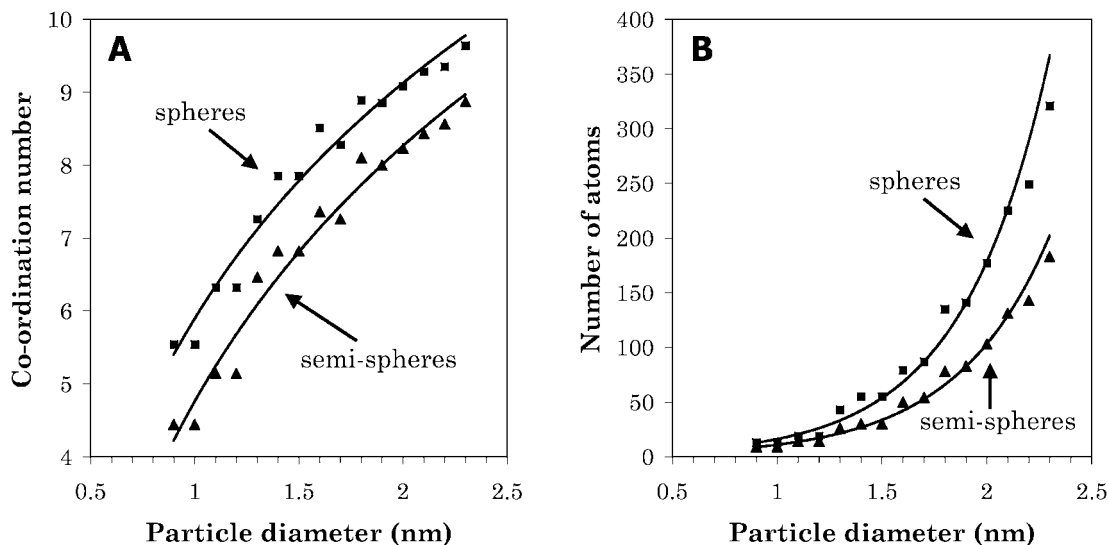 A
Co-ordination number
10
9
8
7
6
5
4
spheres
semi-spheres
0.5
1
1.5
2
2.5
Particle diameter (nm)
B
Number of atoms
400
350
300
250
200
150
100
50
0
spheres
semi-spheres
0.5
1
1.5
2
2.5
Particle diameter (nm)